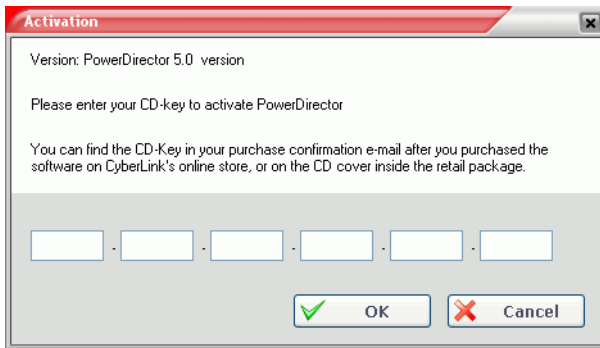 Activation
Version: PowerDirector 5.0 version
Please enter your CD-key to activate PowerDirector
You can find the CD-Key in your purchase confirmation e-mail after you purchased the
software on CyberLink's online store, or on the CD cover inside the retail package.
- - - - -
OK Cancel